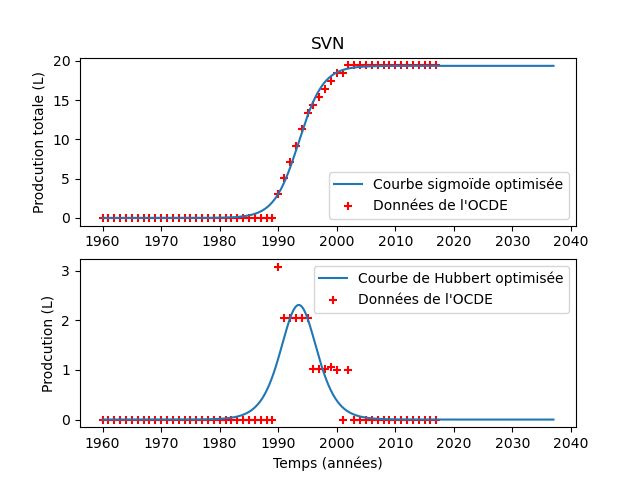 SVN
Prodcution totale (L)
20
15
10
5
0
Courbe sigmoïde optimisée
Données de l'OCDE
1960 1970 1980 1990 2000 2010 2020 2030 2040
Prodcution (L)
3
2
1
0
Courbe de Hubbert optimisée
Données de l'OCDE
1960 1970 1980 1990 2000 2010 2020 2030 2040
Temps (années)